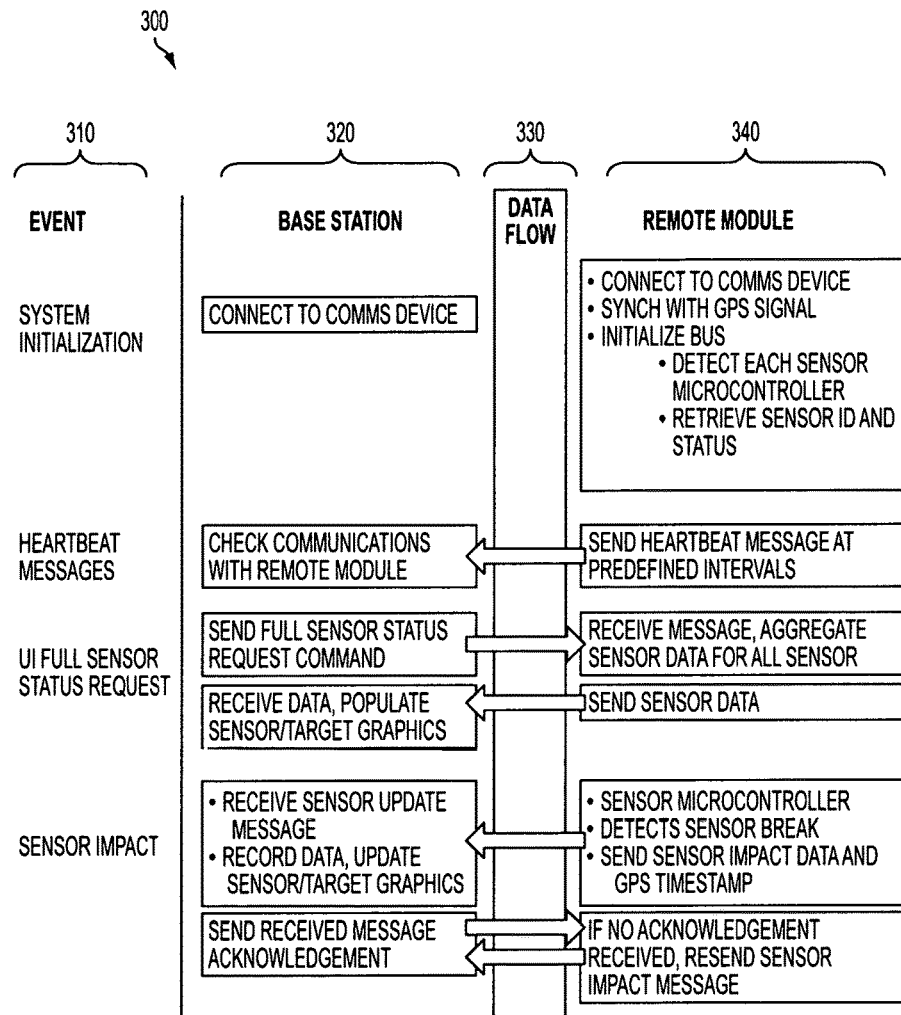 300
310
320
330
340
EVENT
BASE STATION
DATA
FLOW
REMOTE MODULE
SYSTEM
INITIALIZATION
CONNECT TO COMMS DEVICE
• CONNECT TO COMMS DEVICE
• SYNCH WITH GPS SIGNAL
• INITIALIZE BUS
• DETECT EACH SENSOR
MICROCONTROLLER
• RETRIEVE SENSOR ID AND
STATUS
HEARTBEAT
MESSAGES
CHECK COMMUNICATIONS
WITH REMOTE MODULE
SEND HEARTBEAT MESSAGE AT
PREDEFINED INTERVALS
UI FULL SENSOR
STATUS REQUEST
SEND FULL SENSOR STATUS
REQUEST COMMAND
RECEIVE MESSAGE, AGGREGATE
SENSOR DATA FOR ALL SENSOR
RECEIVE DATA, POPULATE
SENSOR/TARGET GRAPHICS
SEND SENSOR DATA
SENSOR IMPACT
• RECEIVE SENSOR UPDATE
MESSAGE
• RECORD DATA, UPDATE
SENSOR/TARGET GRAPHICS
• SENSOR MICROCONTROLLER
• DETECTS SENSOR BREAK
• SEND SENSOR IMPACT DATA AND
GPS TIMESTAMP
SEND RECEIVED MESSAGE
ACKNOWLEDGEMENT
IF NO ACKNOWLEDGEMENT
RECEIVED, RESEND SENSOR
IMPACT MESSAGE